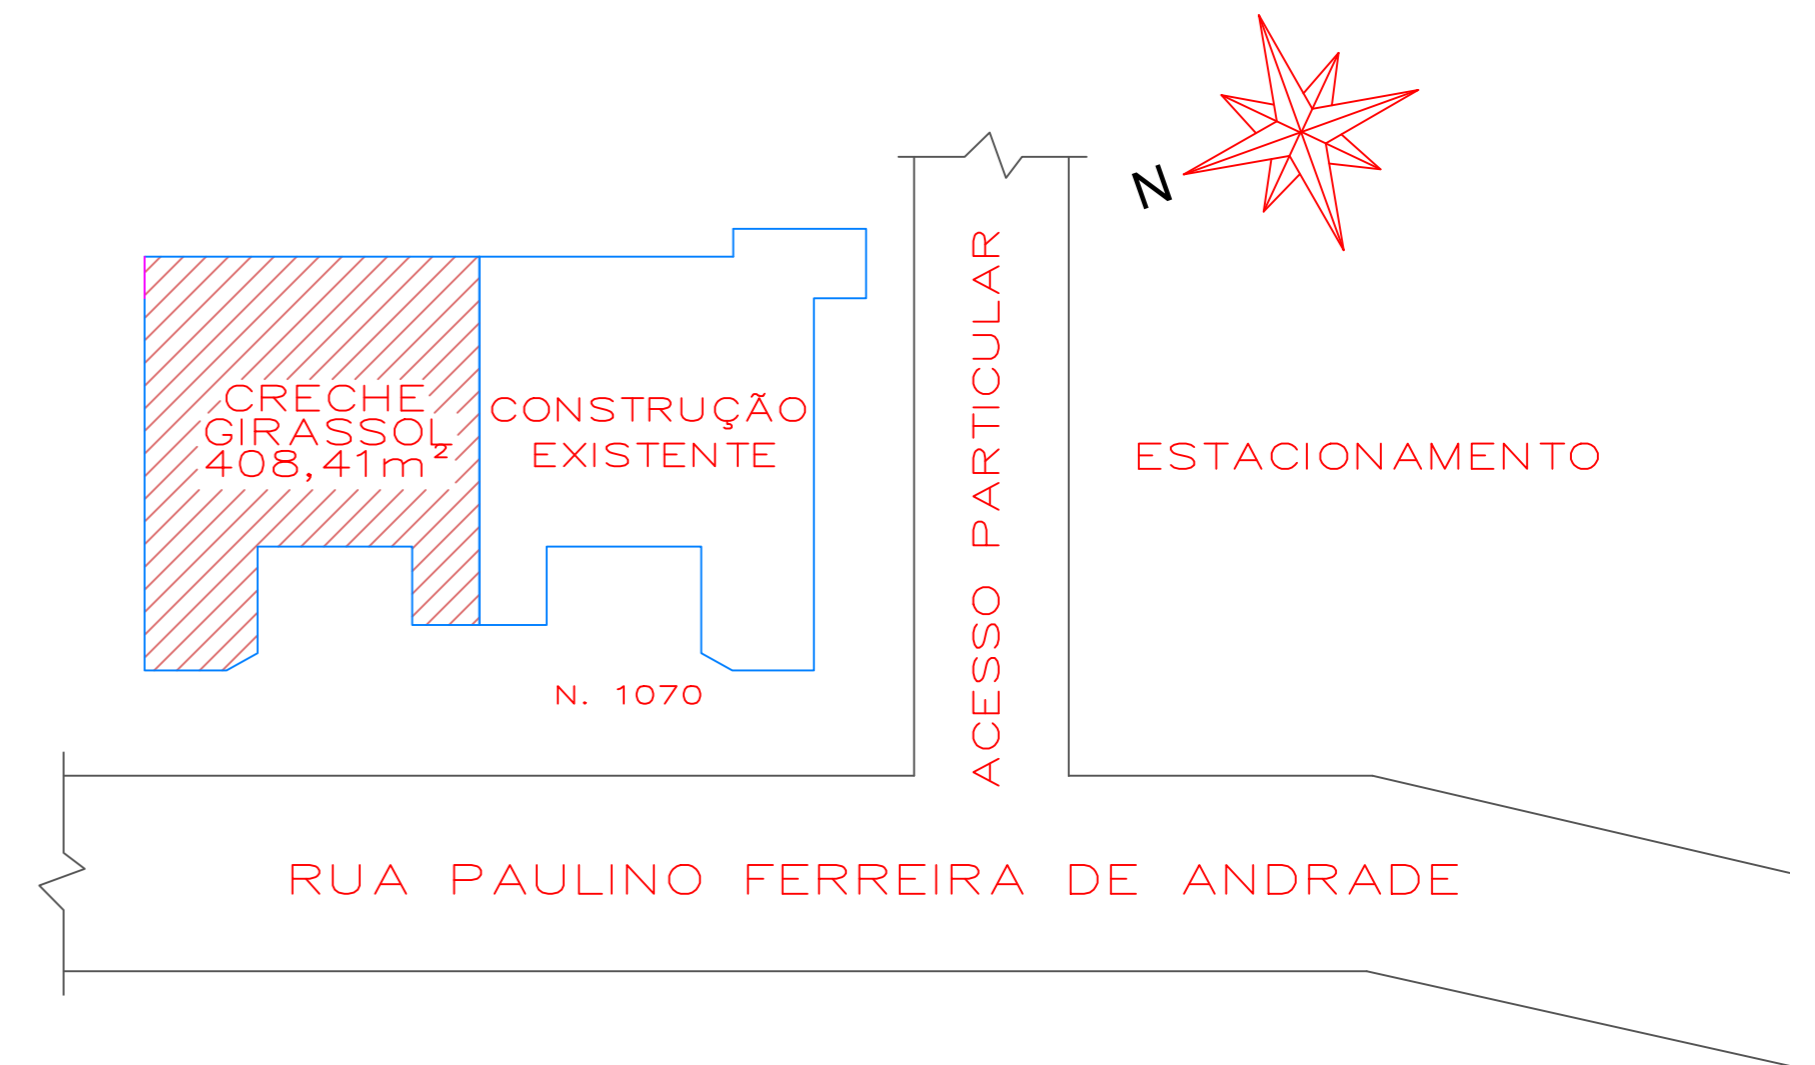 N
CRECHE
GIRASSOL
408,41m²
CONSTRUÇÃO
EXISTENTE
ACESSO PARTICULAR
ESTACIONAMENTO
N. 1070
RUA PAULINO FERREIRA DE ANDRADE